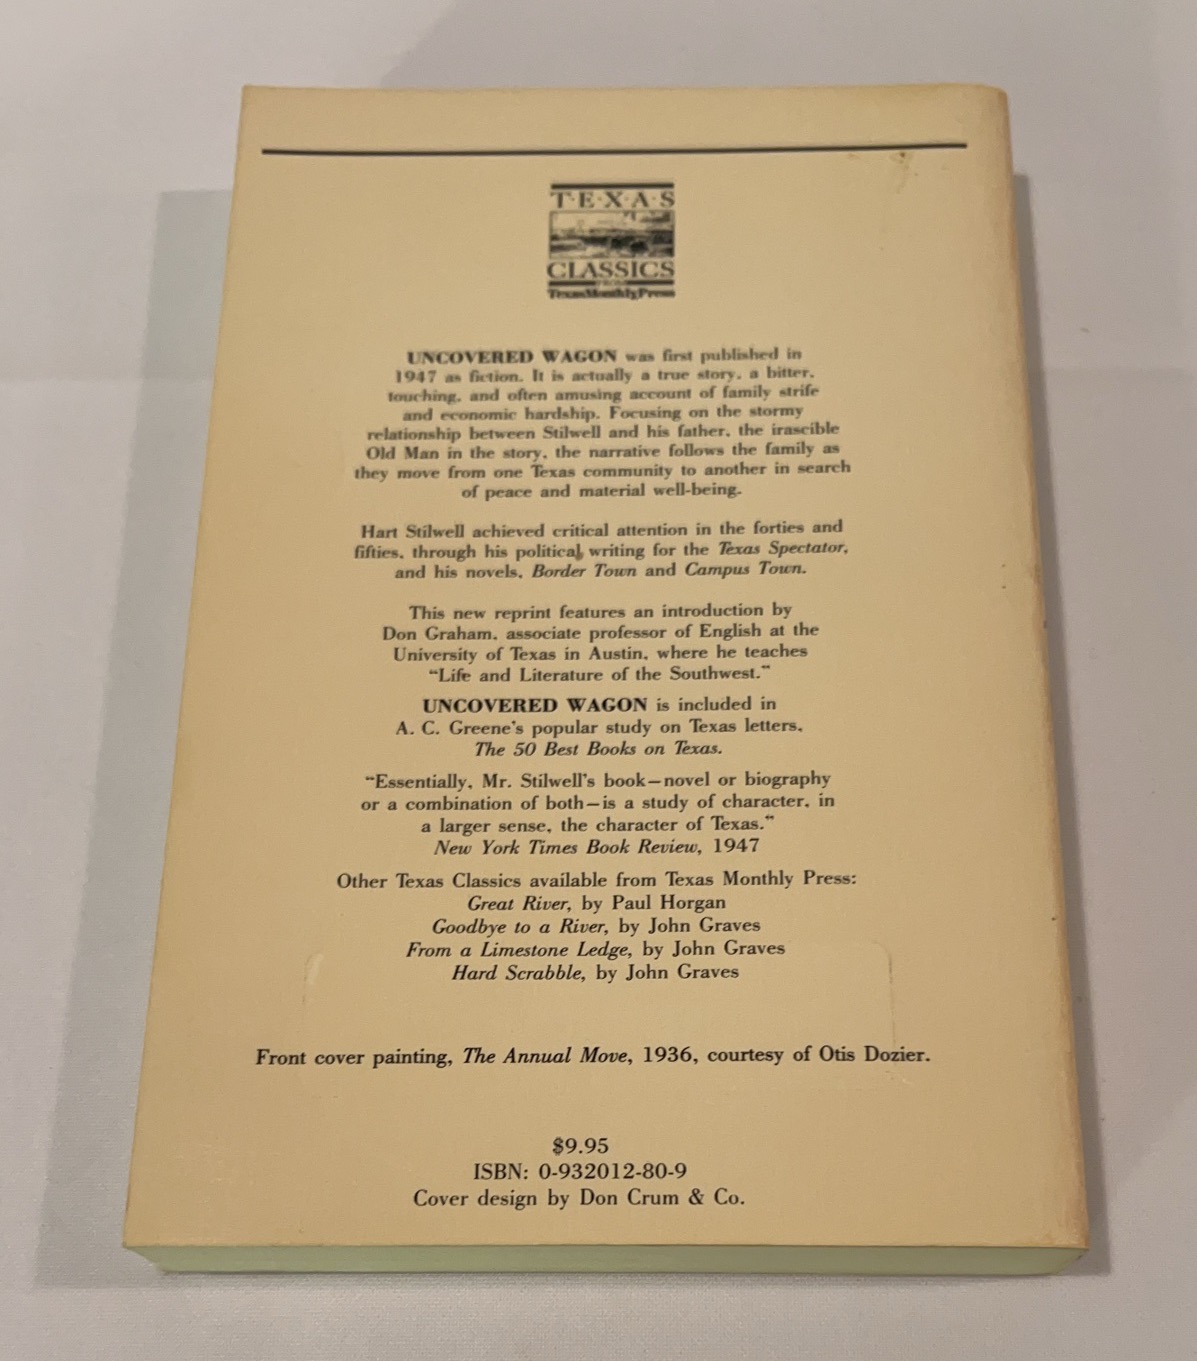 T·E·X·A·S
CLASSICS
FROM
TexasMonthlyPress
UNCOVERED WAGON was first published in
1947 as fiction. It is actually a true story, a bitter,
touching, and often amusing account of family strife
and economic hardship. Focusing on the stormy
relationship between Stilwell and his father, the irascible
Old Man in the story, the narrative follows the family as
they move from one Texas community to another in search
of peace and material well-being.
Hart Stilwell achieved critical attention in the forties and
fifties, through his political, writing for the Texas Spectator,
and his novels, Border Town and Campus Town.
This new reprint features an introduction by
Don Graham, associate professor of English at the
University of Texas in Austin, where he teaches
“Life and Literature of the Southwest.”
UNCOVERED WAGON is included in
A. C. Greene's popular study on Texas letters,
The 50 Best Books on Texas.
“Essentially, Mr. Stilwell's book—novel or biography
or a combination of both—is a study of character, in
a larger sense, the character of Texas.”
New York Times Book Review, 1947
Other Texas Classics available from Texas Monthly Press:
Great River, by Paul Horgan
Goodbye to a River, by John Graves
From a Limestone Ledge, by John Graves
Hard Scrabble, by John Graves
Front cover painting, The Annual Move, 1936, courtesy of Otis Dozier.
$9.95
ISBN: 0-932012-80-9
Cover design by Don Crum & Co.